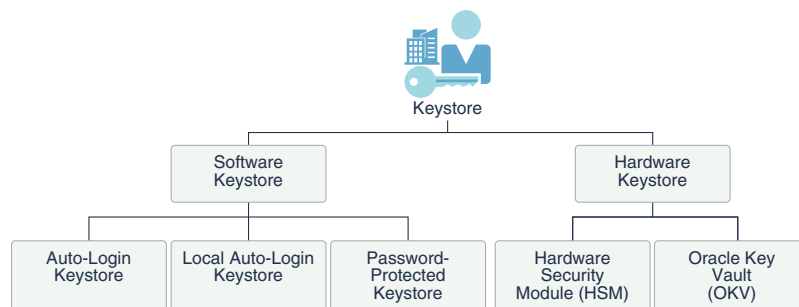 Keystore
Software
Keystore
Hardware
Keystore
Auto-Login
Keystore
Local Auto-Login
Keystore
Password-
Protected
Keystore
Hardware
Security
Module (HSM)
Oracle Key
Vault
(OKV)